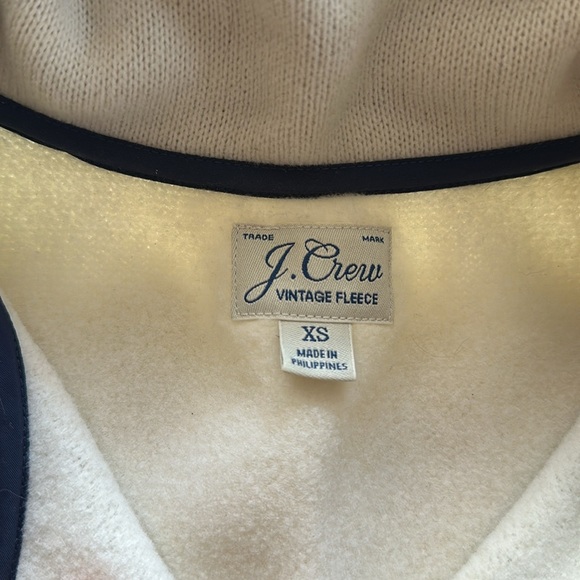 TRADE MARK
J.Crew
VINTAGE FLEECE
XS
MADE IN
PHILIPPINES